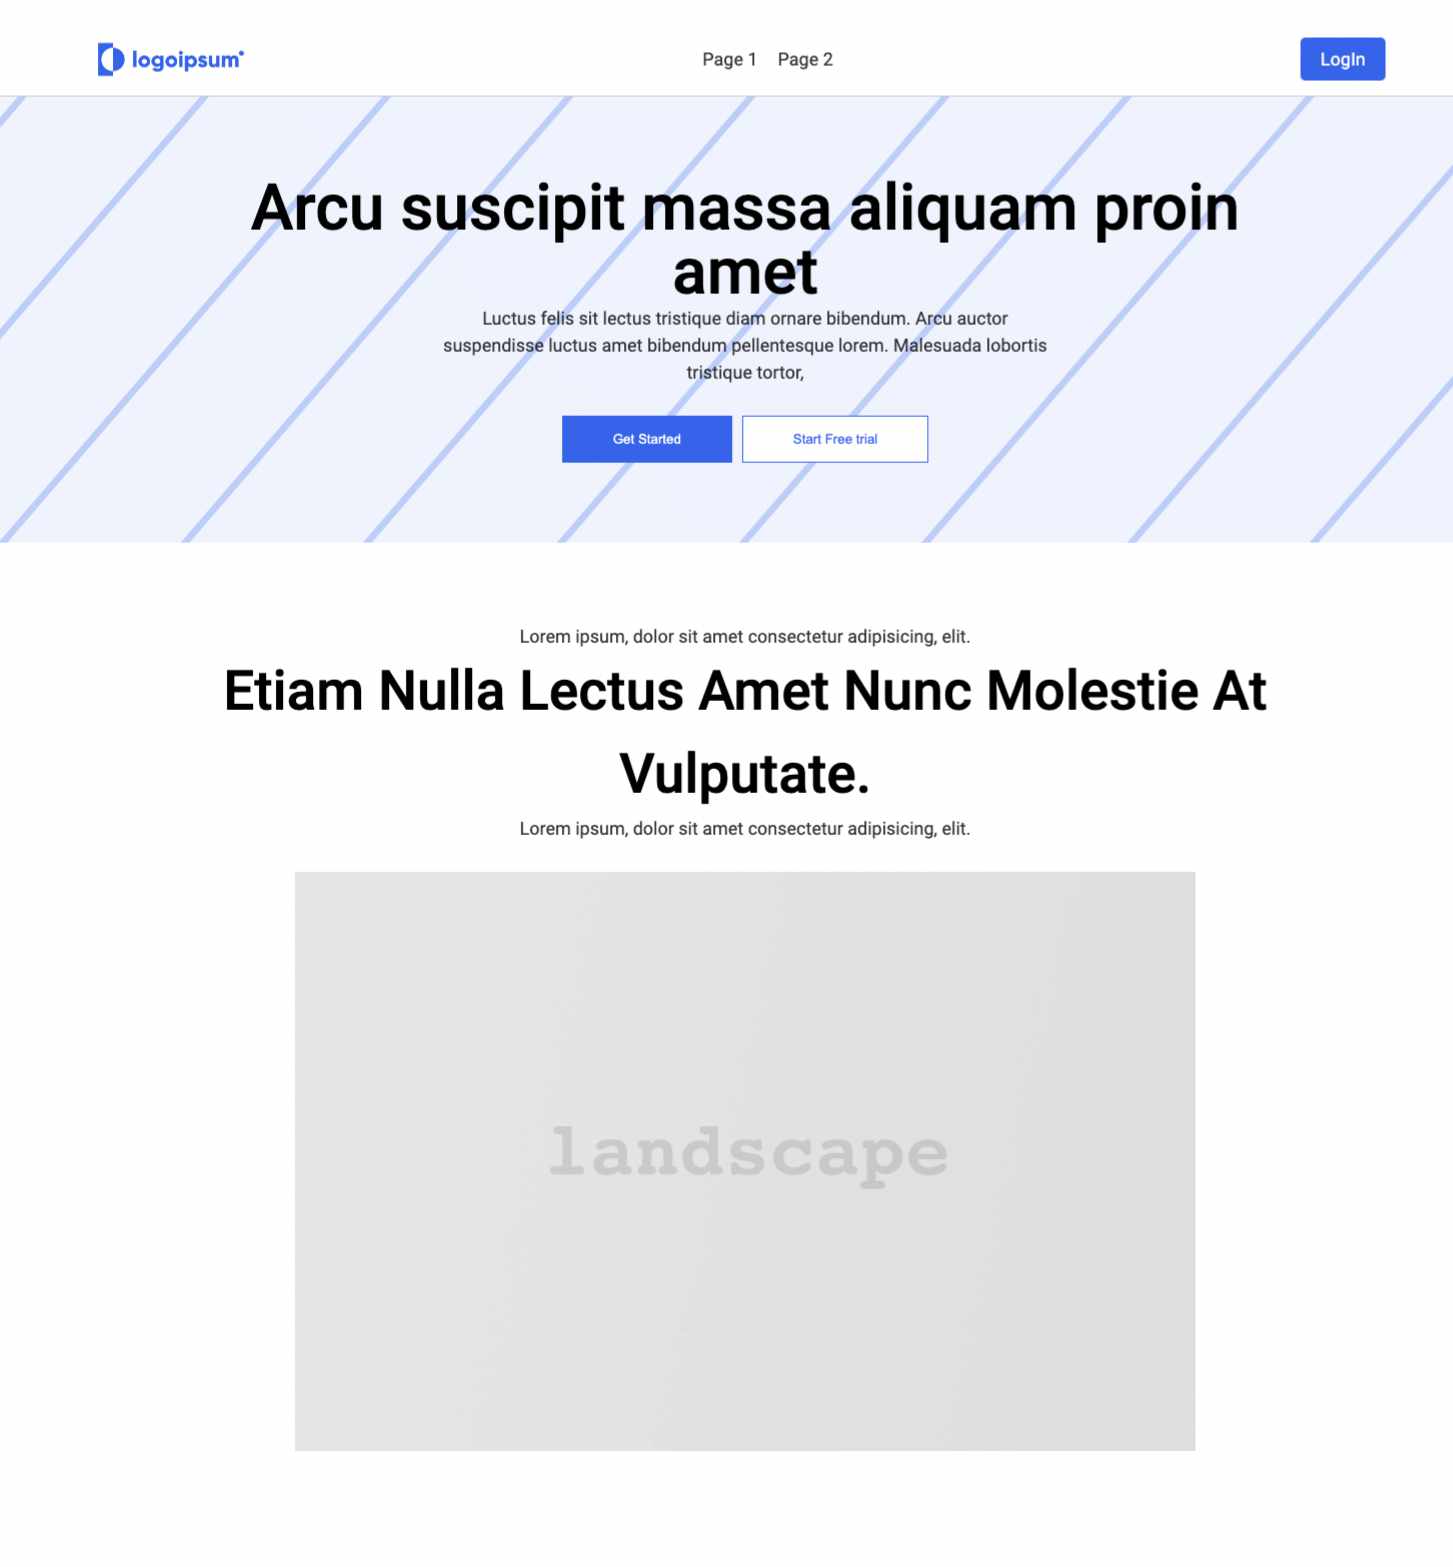 logoipsum
Page 1 Page 2
LogIn
Arcu suscipit massa aliquam proin
amet
Luctus felis sit lectus tristique diam ornare bibendum. Arcu auctor
suspendisse luctus amet bibendum pellentesque lorem. Malesuada lobortis
tristique tortor,
Get Started
Start Free trial
Lorem ipsum, dolor sit amet consectetur adipisicing, elit.
Etiam Nulla Lectus Amet Nunc Molestie At
Vulputate.
Lorem ipsum, dolor sit amet consectetur adipisicing, elit.
landscape